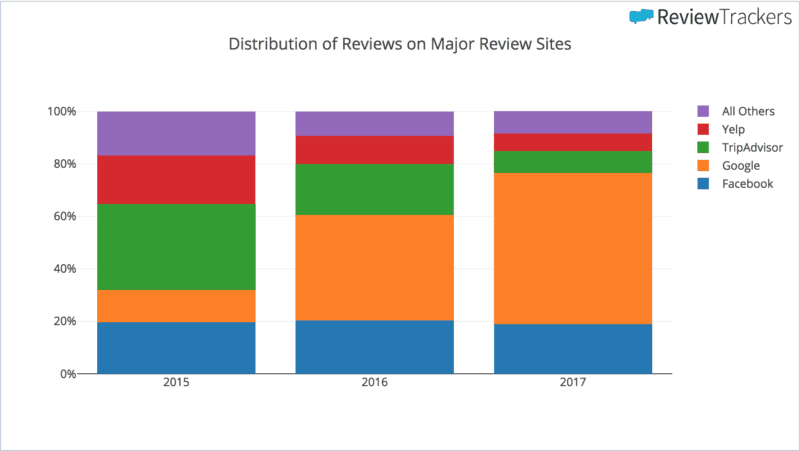 ReviewTrackers
Distribution of Reviews on Major Review Sites
100%
80%
60%
40%
20%
0%
2015
2016
2017
All Others
Yelp
TripAdvisor
Google
Facebook